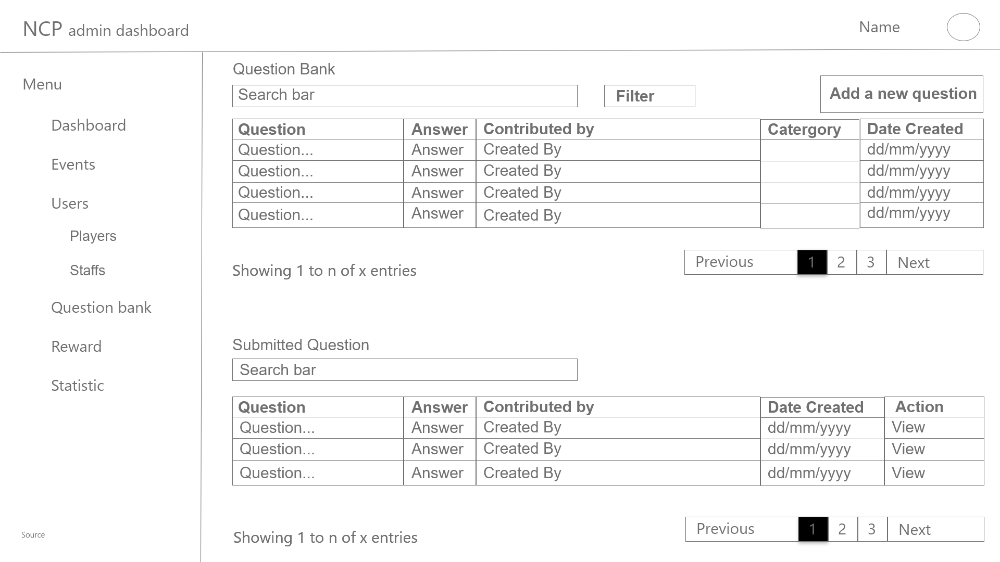 NCP admin dashboard
Name
Menu
Dashboard
Events
Users
Players
Staffs
Question bank
Reward
Statistic
Source
Question Bank
Search bar
Filter
Add a new question
Question Answer Contributed by Catergory Date Created
Question... Answer Created By dd/mm/yyyy
Question... Answer Created By dd/mm/yyyy
Question... Answer Created By dd/mm/yyyy
Question... Answer Created By dd/mm/yyyy
Showing 1 to n of x entries
Previous 1 2 3 Next
Submitted Question
Search bar
Question Answer Contributed by Date Created Action
Question... Answer Created By dd/mm/yyyy View
Question... Answer Created By dd/mm/yyyy View
Question... Answer Created By dd/mm/yyyy View
Showing 1 to n of x entries
Previous 1 2 3 Next